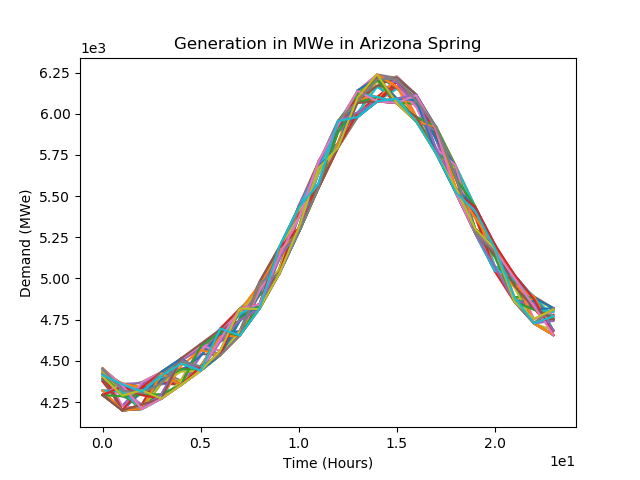 Generation in MWe in Arizona Spring
1e3
6.25
6.00
5.75
5.50
5.25
5.00
4.75
4.50
4.25
Demand (MWe)
0.0 0.5 1.0 1.5 2.0
Time (Hours)
1e1